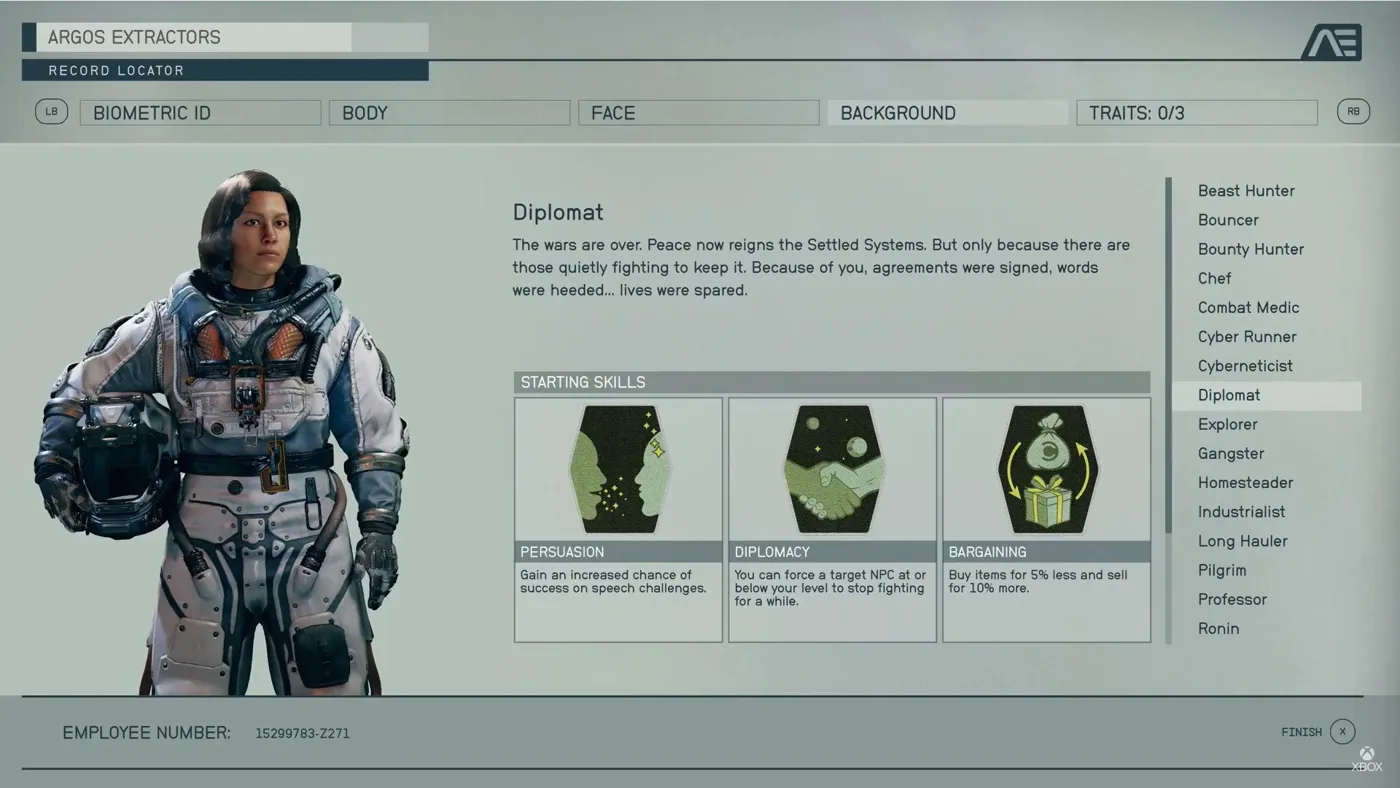 ARGOS EXTRACTORS
RECORD LOCATOR
LB
BIOMETRIC ID
BODY
FACE
BACKGROUND
TRAITS: 0/3
RB
Diplomat
The wars are over. Peace now reigns the Settled Systems. But only because there are
those quietly fighting to keep it. Because of you, agreements were signed, words
were heeded... lives were spared.
STARTING SKILLS
PERSUASION
Gain an increased chance of
success on speech challenges.
DIPLOMACY
You can force a target NPC at or
below your level to stop fighting
for a while.
BARGAINING
Buy items for 5% less and sell
for 10% more.
Beast Hunter
Bouncer
Bounty Hunter
Chef
Combat Medic
Cyber Runner
Cyberneticist
Diplomat
Explorer
Gangster
Homesteader
Industrialist
Long Hauler
Pilgrim
Professor
Ronin
EMPLOYEE NUMBER: 15299783-Z271
FINISH X
XBOX